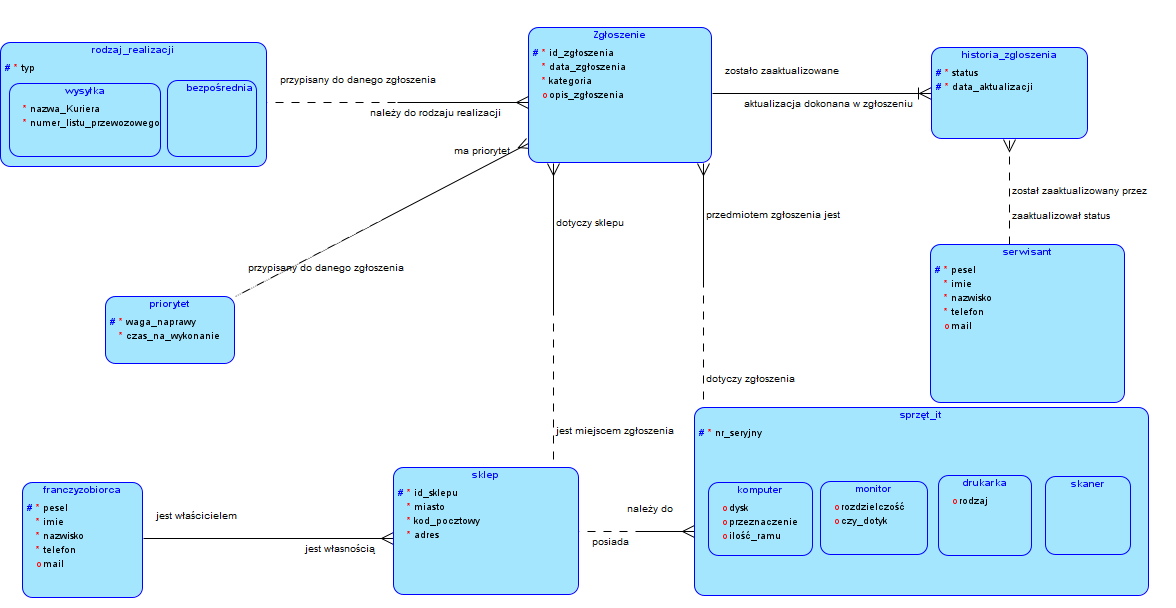 rodzaj_realizacji
# * typ
wysyłka
* nazwa_Kuriera
* numer_listu_przewozowego
bezpośrednia
przypisany do danego zgłoszenia
należy do rodzaju realizacji
Zgłoszenie
# * id_zgłoszenia
* data_zgłoszenia
* kategoria
o opis_zgłoszenia
zostało zaaktualizowane
aktualizacja dokonana w zgłoszeniu
historia_zgloszenia
# * status
# * data_aktualizacji
ma priorytet
przypisany do danego zgłoszenia
priorytet
# * waga_naprawy
* czas_na_wykonanie
dotyczy sklepu
jest miejscem zgłoszenia
przedmiotem zgłoszenia jest
dotyczy zgłoszenia
został zaaktualizowany przez
zaaktualizował status
serwisant
# * pesel
* imie
* nazwisko
* telefon
o mail
franczyzobiorca
# * pesel
* imie
* nazwisko
* telefon
o mail
jest właścicielem
jest własnością
sklep
# * id_sklepu
* miasto
* kod_pocztowy
* adres
należy do
posiada
sprzęt_it
# * nr_seryjny
komputer
o dysk
o przeznaczenie
o ilość_ramu
monitor
o rozdzielczość
o czy_dotyk
drukarka
o rodzaj
skaner